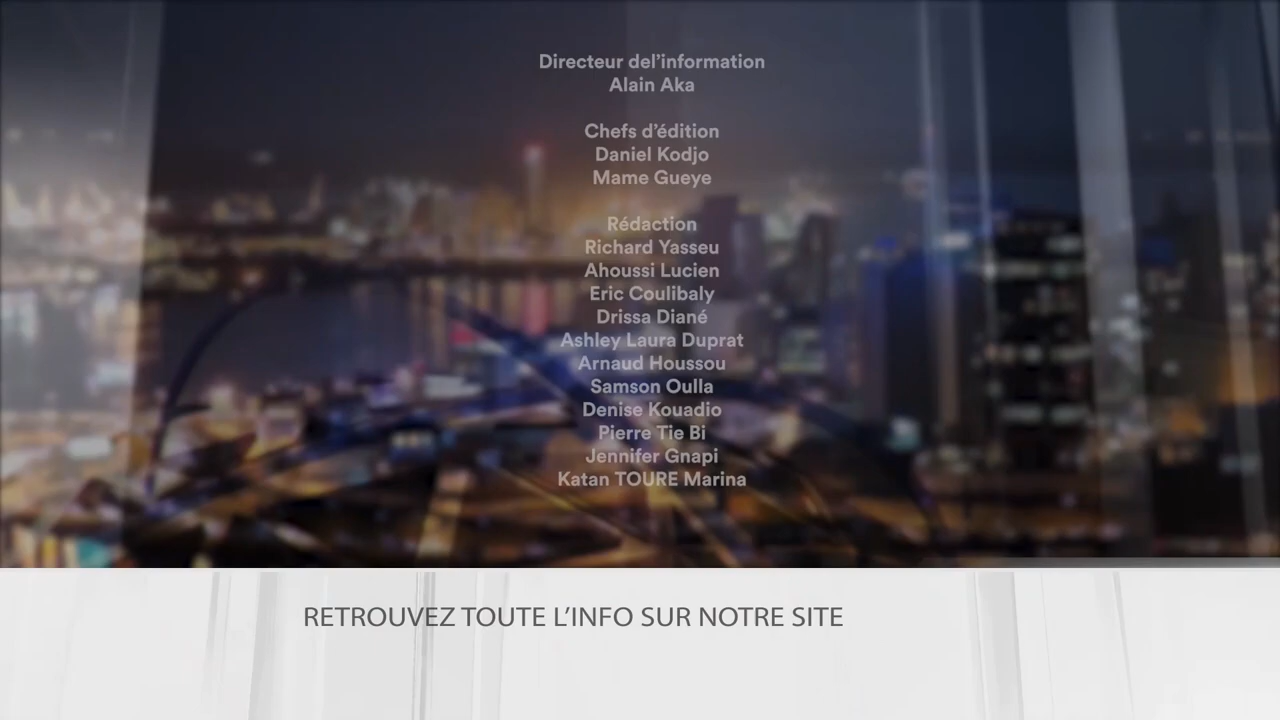 Directeur del’information
Alain Aka
Chefs d’édition
Daniel Kodjo
Mame Gueye
Rédaction
Richard Yasseu
Ahoussi Lucien
Eric Coulibaly
Drissa Diané
Ashley Laura Duprat
Arnaud Houssou
Samson Oulla
Denise Kouadio
Pierre Tie Bi
Jennifer Gnapi
Katan TOURE Marina
RETROUVEZ TOUTE L’INFO SUR NOTRE SITE